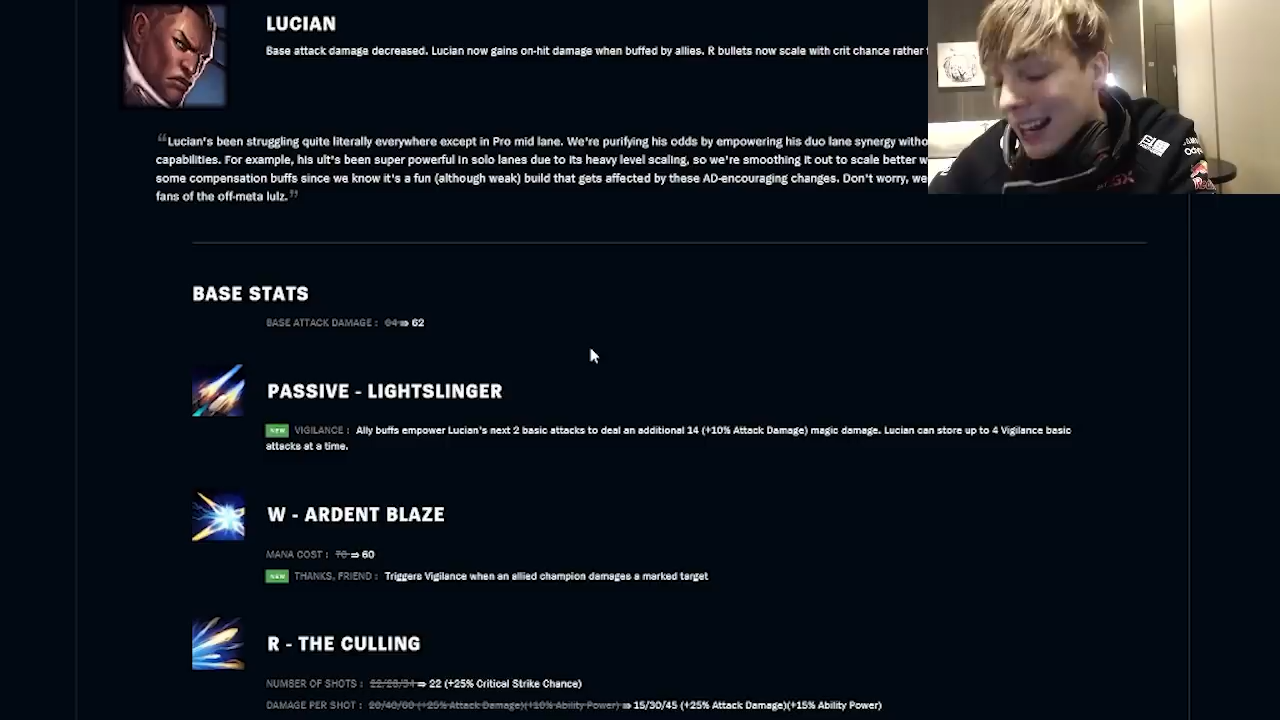 LUCIAN
Base attack damage decreased. Lucian now gains on-hit damage when buffed by allies. R bullets now scale with crit chance rather
“Lucian's been struggling quite literally everywhere except in Pro mid lane. We're purifying his odds by empowering his duo lane synergy
capabilities. For example, his ult's been super powerful in solo lanes due to its heavy level scaling, so we're smoothing it out to scale better
some compensation buffs since we know it's a fun (although weak) build that gets affected by these AD-encouraging changes. Don't worry, we
fans of the off-meta lulz.”
BASE STATS
BASE ATTACK DAMAGE : 64 ⇒ 62
PASSIVE - LIGHTSLINGER
NEW VIGILANCE : Ally buffs empower Lucian's next 2 basic attacks to deal an additional 14 (+10% Attack Damage) magic damage. Lucian can store up to 4 Vigilance basic
attacks at a time.
W - ARDENT BLAZE
MANA COST : 70 ⇒ 60
NEW THANKS, FRIEND : Triggers Vigilance when an allied champion damages a marked target
R - THE CULLING
NUMBER OF SHOTS : ⇒ 22 (+25% Critical Strike Chance)
DAMAGE PER SHOT : 20/40/60 (+25% Attack Damage)(+10% Ability Power) ⇒ 15/30/45 (+25% Attack Damage)(+15% Ability Power)